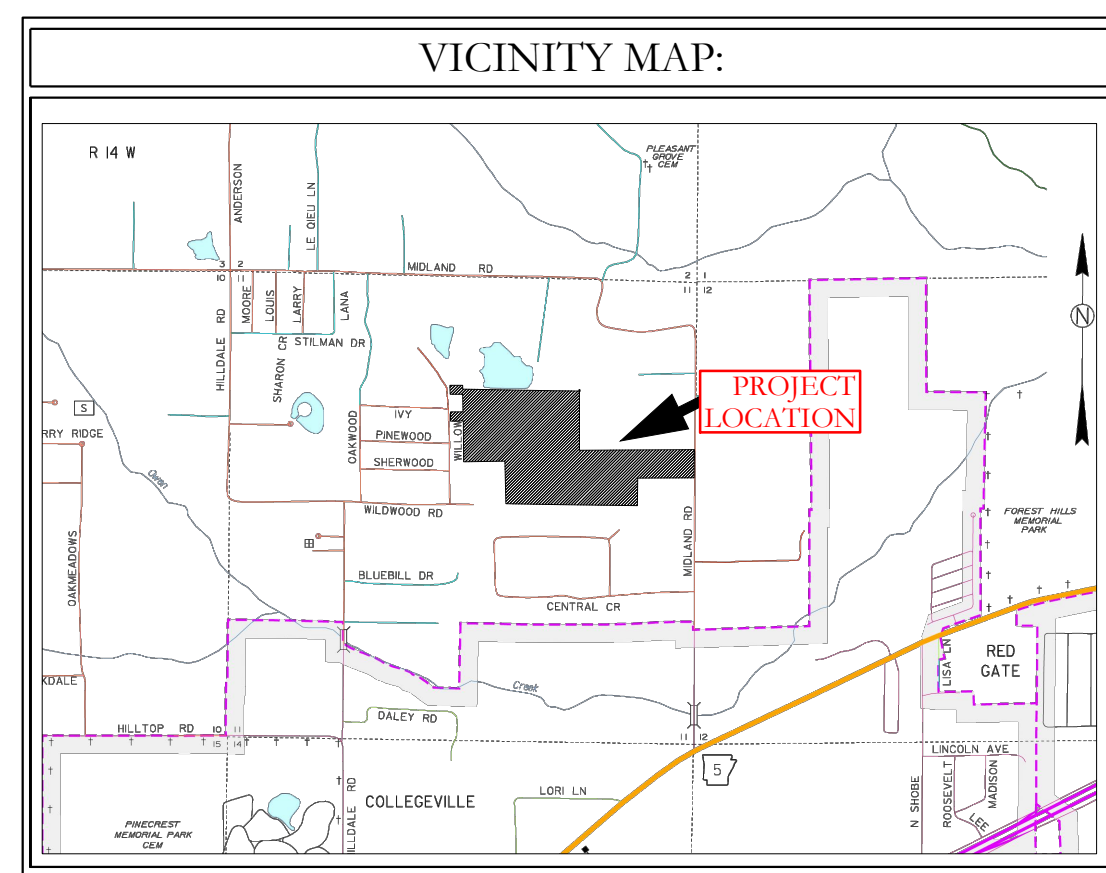 VICINITY MAP:
R 14 W
ANDERSON
LE QIEU LN
PLEASANT
GROVE
CEM
3 2
10 11
MIDLAND RD
2 1
11 12
N
HILLDALE RD
MOORE
LOUIS
LARRY
LANA
STILMAN DR
SHARON CR
PROJECT
LOCATION
S
RRY RIDGE
OAKWOOD
IVY
PINEWOOD
SHERWOOD
WILLOW
Owen
WILDWOOD RD
MIDLAND RD
FOREST HILLS
MEMORIAL
PARK
OAKMEADOWS
BLUEBILL DR
CENTRAL CR
LISA LN
RED
GATE
KDALE
Creek
DALEY RD
HILLTOP RD
10 11
15 14
11 12
5
LINCOLN AVE
COLLEGEVILLE
LORI LN
ILLDALE RD
N SHOBE
ROOSEVELT
MADISON
LEE
PINECREST
MEMORIAL PARK
CEM